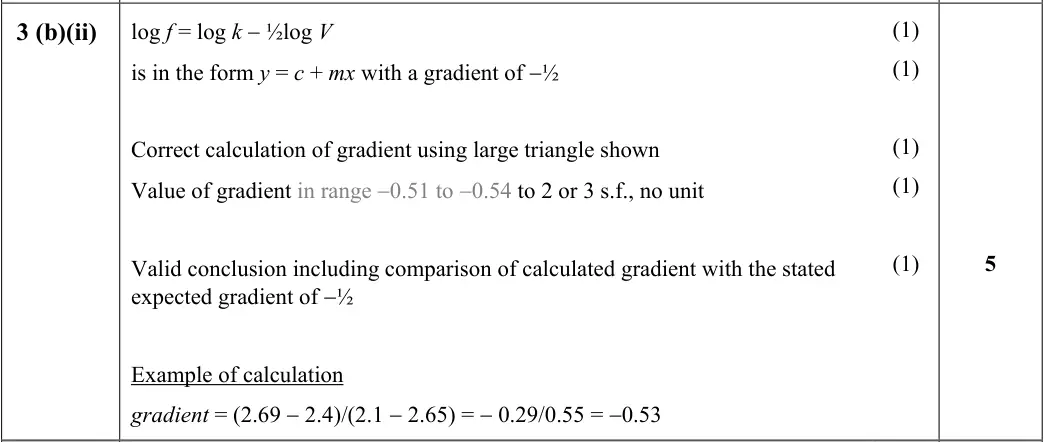 3 (b)(ii)
log f = log k – ½log V (1)
is in the form y = c + mx with a gradient of –½ (1)
Correct calculation of gradient using large triangle shown (1)
Value of gradient in range –0.51 to –0.54 to 2 or 3 s.f., no unit (1)
Valid conclusion including comparison of calculated gradient with the stated (1) 5
expected gradient of –½
Example of calculation
gradient = (2.69 – 2.4)/(2.1 – 2.65) = – 0.29/0.55 = –0.53